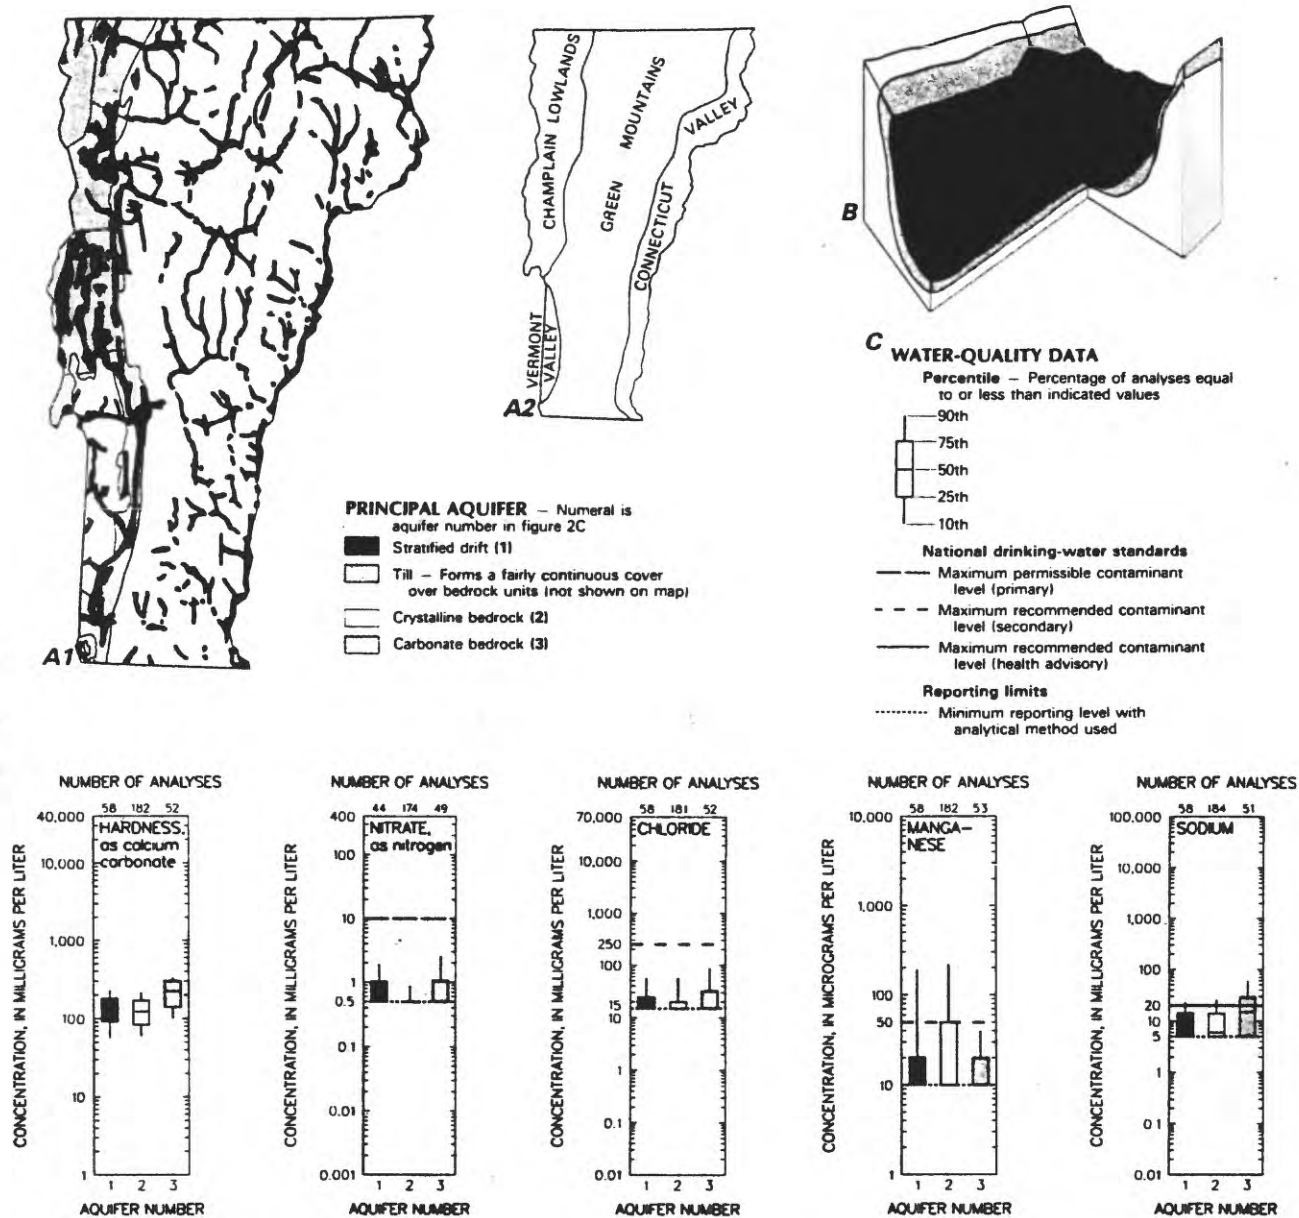 CHAMPLAIN LOWLANDS
GREEN MOUNTAINS
CONNECTICUT VALLEY
VERMONT VALLEY
A1
A2
B
C WATER-QUALITY DATA
Percentile – Percentage of analyses equal
to or less than indicated values
90th
75th
50th
25th
10th
National drinking-water standards
Maximum permissible contaminant
level (primary)
Maximum recommended contaminant
level (secondary)
Maximum recommended contaminant
level (health advisory)
Reporting limits
Minimum reporting level with
analytical method used
PRINCIPAL AQUIFER – Numeral is
aquifer number in figure 2C
Stratified drift (1)
Till – Forms a fairly continuous cover
over bedrock units (not shown on map)
Crystalline bedrock (2)
Carbonate bedrock (3)
NUMBER OF ANALYSES
58 182 52
HARDNESS,
as calcium
carbonate
CONCENTRATION, IN MILLIGRAMS PER LITER
40,000
10,000
1,000
100
10
1
1 2 3
AQUIFER NUMBER
NUMBER OF ANALYSES
44 174 49
NITRATE,
as nitrogen
CONCENTRATION, IN MILLIGRAMS PER LITER
400
100
10
1
0.5
0.1
0.01
0.001
1 2 3
AQUIFER NUMBER
NUMBER OF ANALYSES
58 181 52
CHLORIDE
CONCENTRATION, IN MILLIGRAMS PER LITER
70,000
10,000
1,000
250
100
15
10
1
0.1
0.01
1 2 3
AQUIFER NUMBER
NUMBER OF ANALYSES
58 182 53
MANGA-
NESE
CONCENTRATION, IN MICROGRAMS PER LITER
10,000
1,000
100
50
10
1
1 2 3
AQUIFER NUMBER
NUMBER OF ANALYSES
58 184 51
SODIUM
CONCENTRATION, IN MILLIGRAMS PER LITER
50,000
10,000
1,000
100
20
10
5
1
0.1
0.01
1 2 3
AQUIFER NUMBER